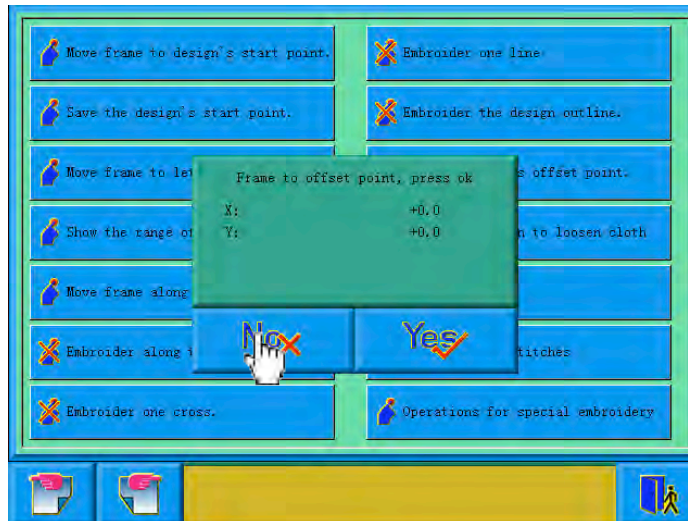 Move frame to design's start point.
Embroider one line
Save the design's start point.
Embroider the design outline.
Move frame to let
s offset point.
Show the range of
n to loosen cloth
Move frame along
Embroider along
titches
Embroider one cross.
Operations for special embroidery
Frame to offset point, press ok
X: +0.0
Y: +0.0
No
Yes